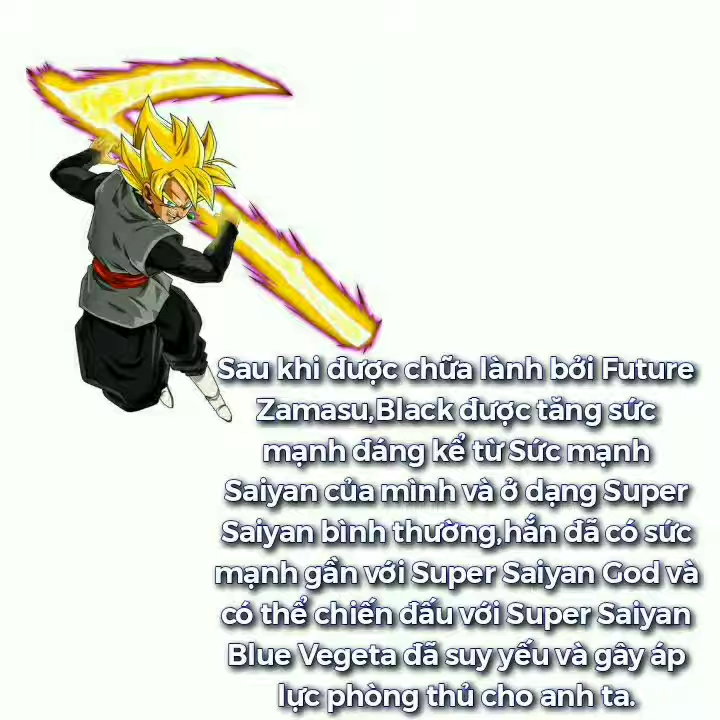 Sau khi được chữa lành bởi Future
Zamasu,Black được tăng sức
mạnh đáng kể từ Sức mạnh
Saiyan của mình và ở dạng Super
Saiyan bình thường,hắn đã có sức
mạnh gần với Super Saiyan God và
có thể chiến đấu với Super Saiyan
Blue Vegeta đã suy yếu và gây áp
lực phòng thủ cho anh ta.